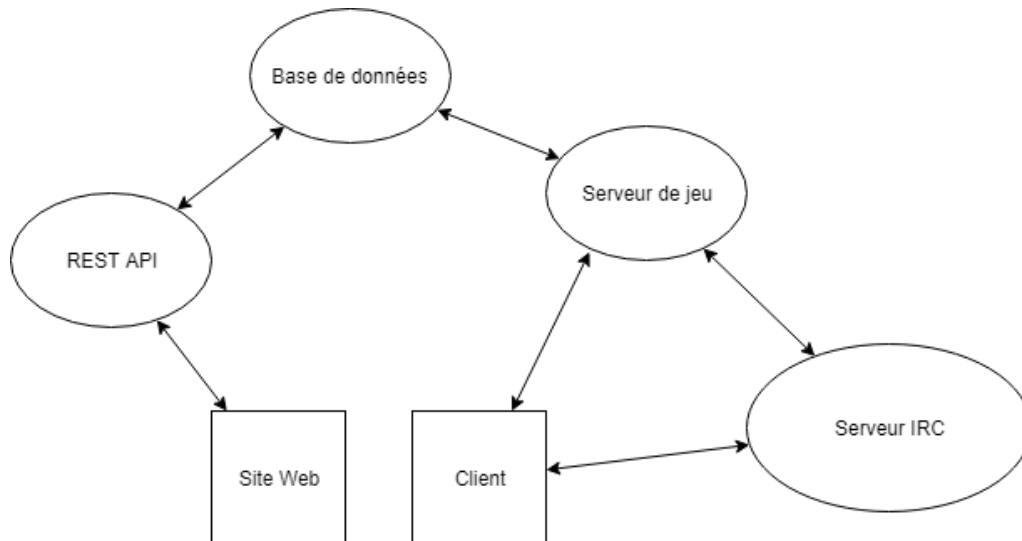 Base de données
Serveur de jeu
REST API
Serveur IRC
Site Web
Client